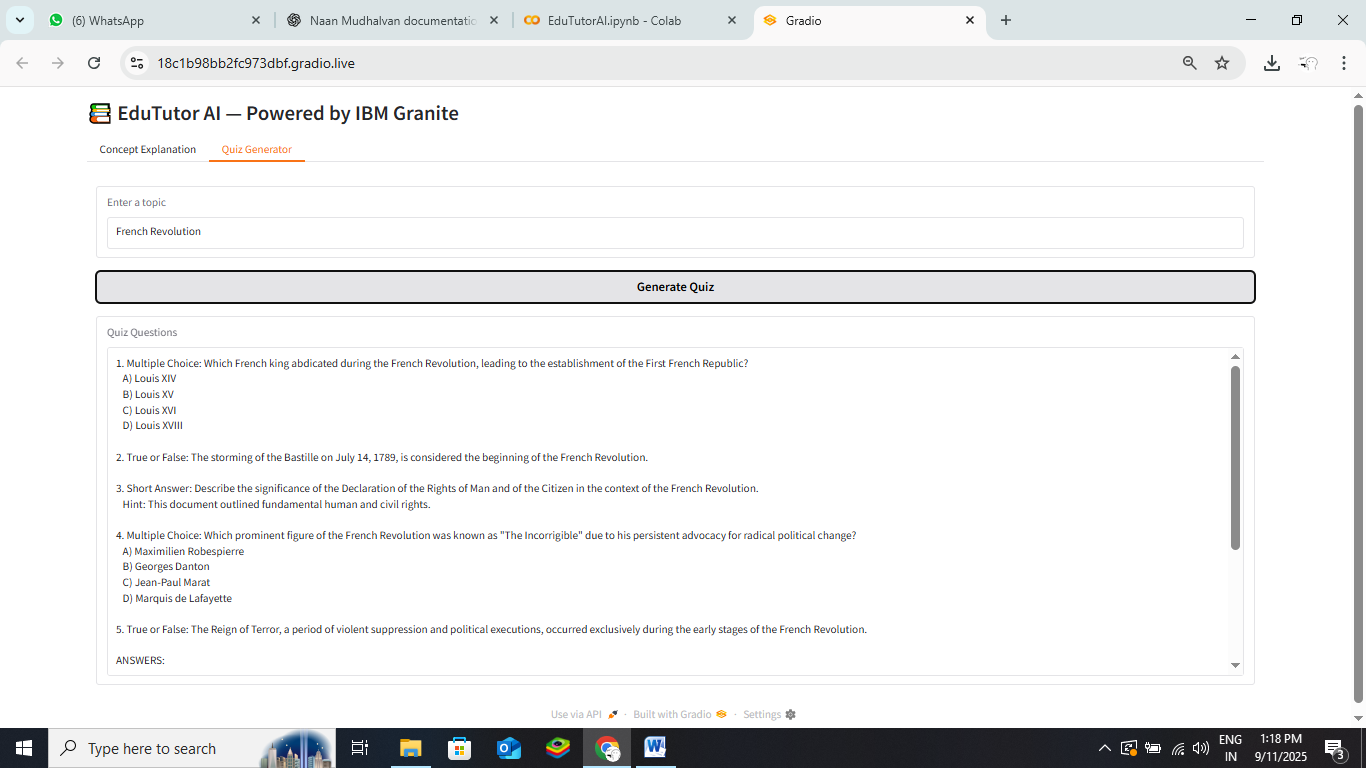 (6) WhatsApp
Naan Mudhalvan documentatio
EduTutorAI.ipynb - Colab
Gradio
18c1b98bb2fc973dbf.gradio.live
EduTutor AI — Powered by IBM Granite
Concept Explanation
Quiz Generator
Enter a topic
French Revolution
Generate Quiz
Quiz Questions
1. Multiple Choice: Which French king abdicated during the French Revolution, leading to the establishment of the First French Republic?
A) Louis XIV
B) Louis XV
C) Louis XVI
D) Louis XVIII
2. True or False: The storming of the Bastille on July 14, 1789, is considered the beginning of the French Revolution.
3. Short Answer: Describe the significance of the Declaration of the Rights of Man and of the Citizen in the context of the French Revolution.
Hint: This document outlined fundamental human and civil rights.
4. Multiple Choice: Which prominent figure of the French Revolution was known as "The Incorrigible" due to his persistent advocacy for radical political change?
A) Maximilien Robespierre
B) Georges Danton
C) Jean-Paul Marat
D) Marquis de Lafayette
5. True or False: The Reign of Terror, a period of violent suppression and political executions, occurred exclusively during the early stages of the French Revolution.
ANSWERS:
Use via API · Built with Gradio · Settings
Type here to search
ENG
IN
1:18 PM
9/11/2025
3